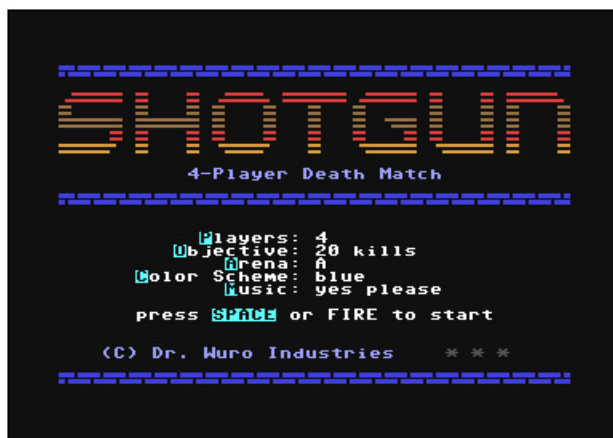 SHOTGUN
4-Player Death Match
Players: 4
Objective: 20 kills
Arena: A
Color Scheme: blue
Music: yes please
press SPACE or FIRE to start
(C) Dr. Wuro Industries * * *